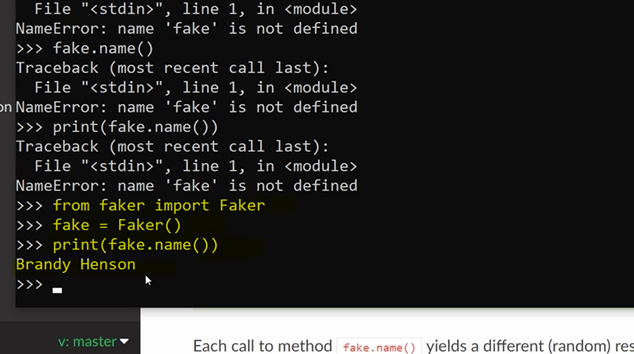 File "<stdin>", line 1, in <module>
NameError: name 'fake' is not defined
>>> fake.name()
Traceback (most recent call last):
File "<stdin>", line 1, in <module>
on
NameError: name 'fake' is not defined
>>> print(fake.name())
Traceback (most recent call last):
File "<stdin>", line 1, in <module>
NameError: name 'fake' is not defined
>>> from faker import Faker
>>> fake = Faker()
>>> print(fake.name())
Brandy Henson
>>>
v: master
Each call to method fake.name() yields a different (random) res